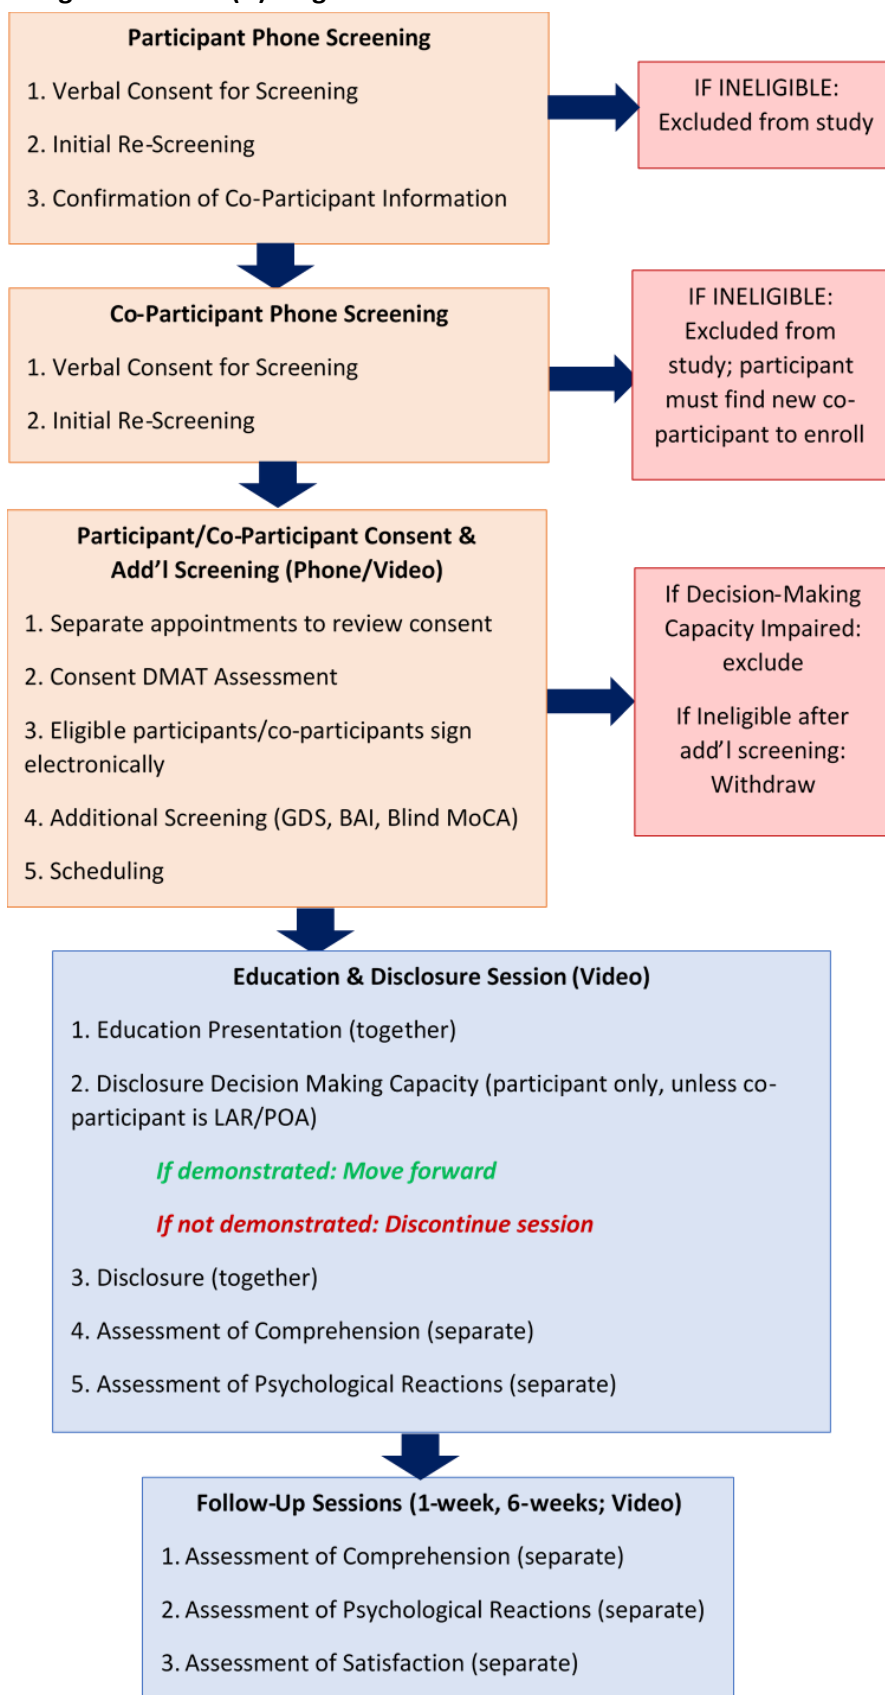 Participant Phone Screening
1. Verbal Consent for Screening
2. Initial Re-Screening
3. Confirmation of Co-Participant Information
IF INELIGIBLE:
Excluded from study
Co-Participant Phone Screening
1. Verbal Consent for Screening
2. Initial Re-Screening
IF INELIGIBLE:
Excluded from
study; participant
must find new co-
participant to enroll
Participant/Co-Participant Consent &
Add’l Screening (Phone/Video)
1. Separate appointments to review consent
2. Consent DMAT Assessment
3. Eligible participants/co-participants sign
electronically
4. Additional Screening (GDS, BAI, Blind MoCA)
5. Scheduling
If Decision-Making
Capacity Impaired:
exclude
If Ineligible after
add’l screening:
Withdraw
Education & Disclosure Session (Video)
1. Education Presentation (together)
2. Disclosure Decision Making Capacity (participant only, unless co-
participant is LAR/POA)
If demonstrated: Move forward
If not demonstrated: Discontinue session
3. Disclosure (together)
4. Assessment of Comprehension (separate)
5. Assessment of Psychological Reactions (separate)
Follow-Up Sessions (1-week, 6-weeks; Video)
1. Assessment of Comprehension (separate)
2. Assessment of Psychological Reactions (separate)
3. Assessment of Satisfaction (separate)